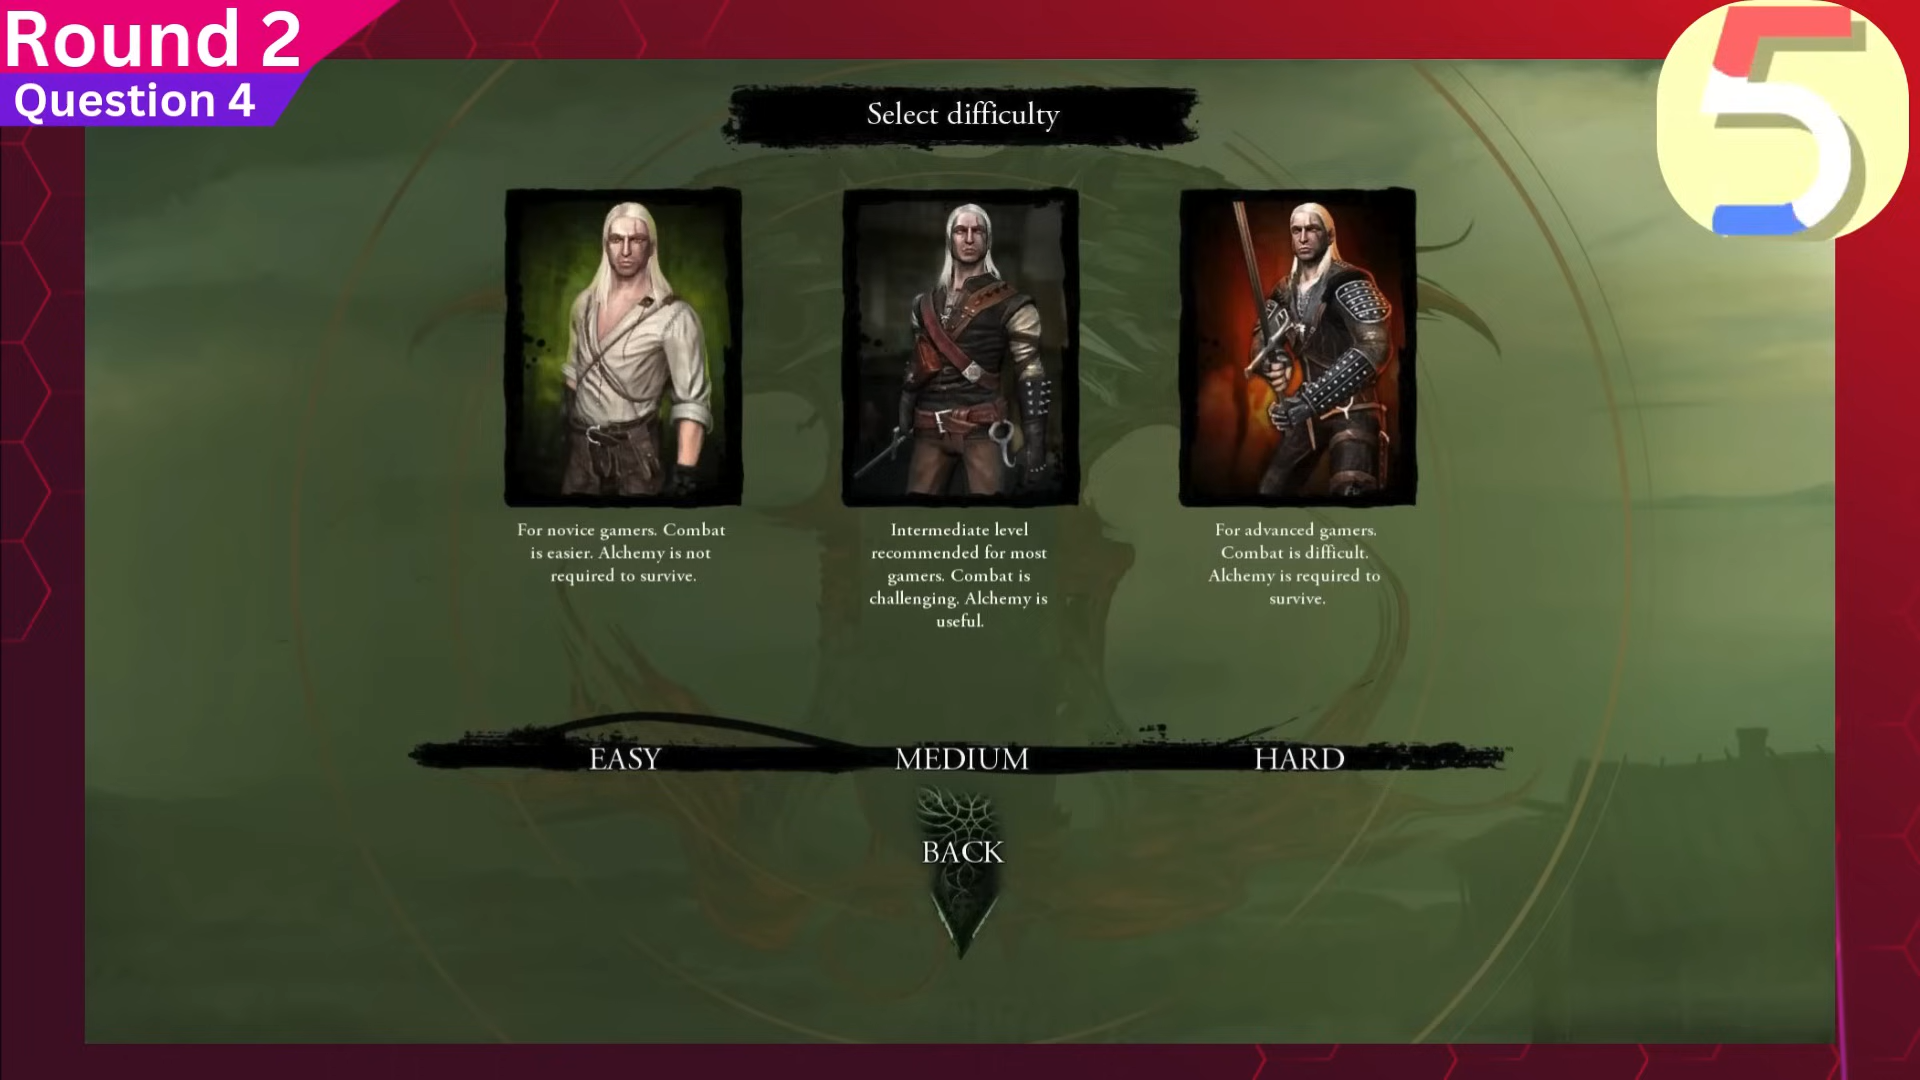 Round 2
Question 4
5
Select difficulty
For novice gamers. Combat
is easier. Alchemy is not
required to survive.
Intermediate level
recommended for most
gamers. Combat is
challenging. Alchemy is
useful.
For advanced gamers.
Combat is difficult.
Alchemy is required to
survive.
EASY
MEDIUM
HARD
BACK